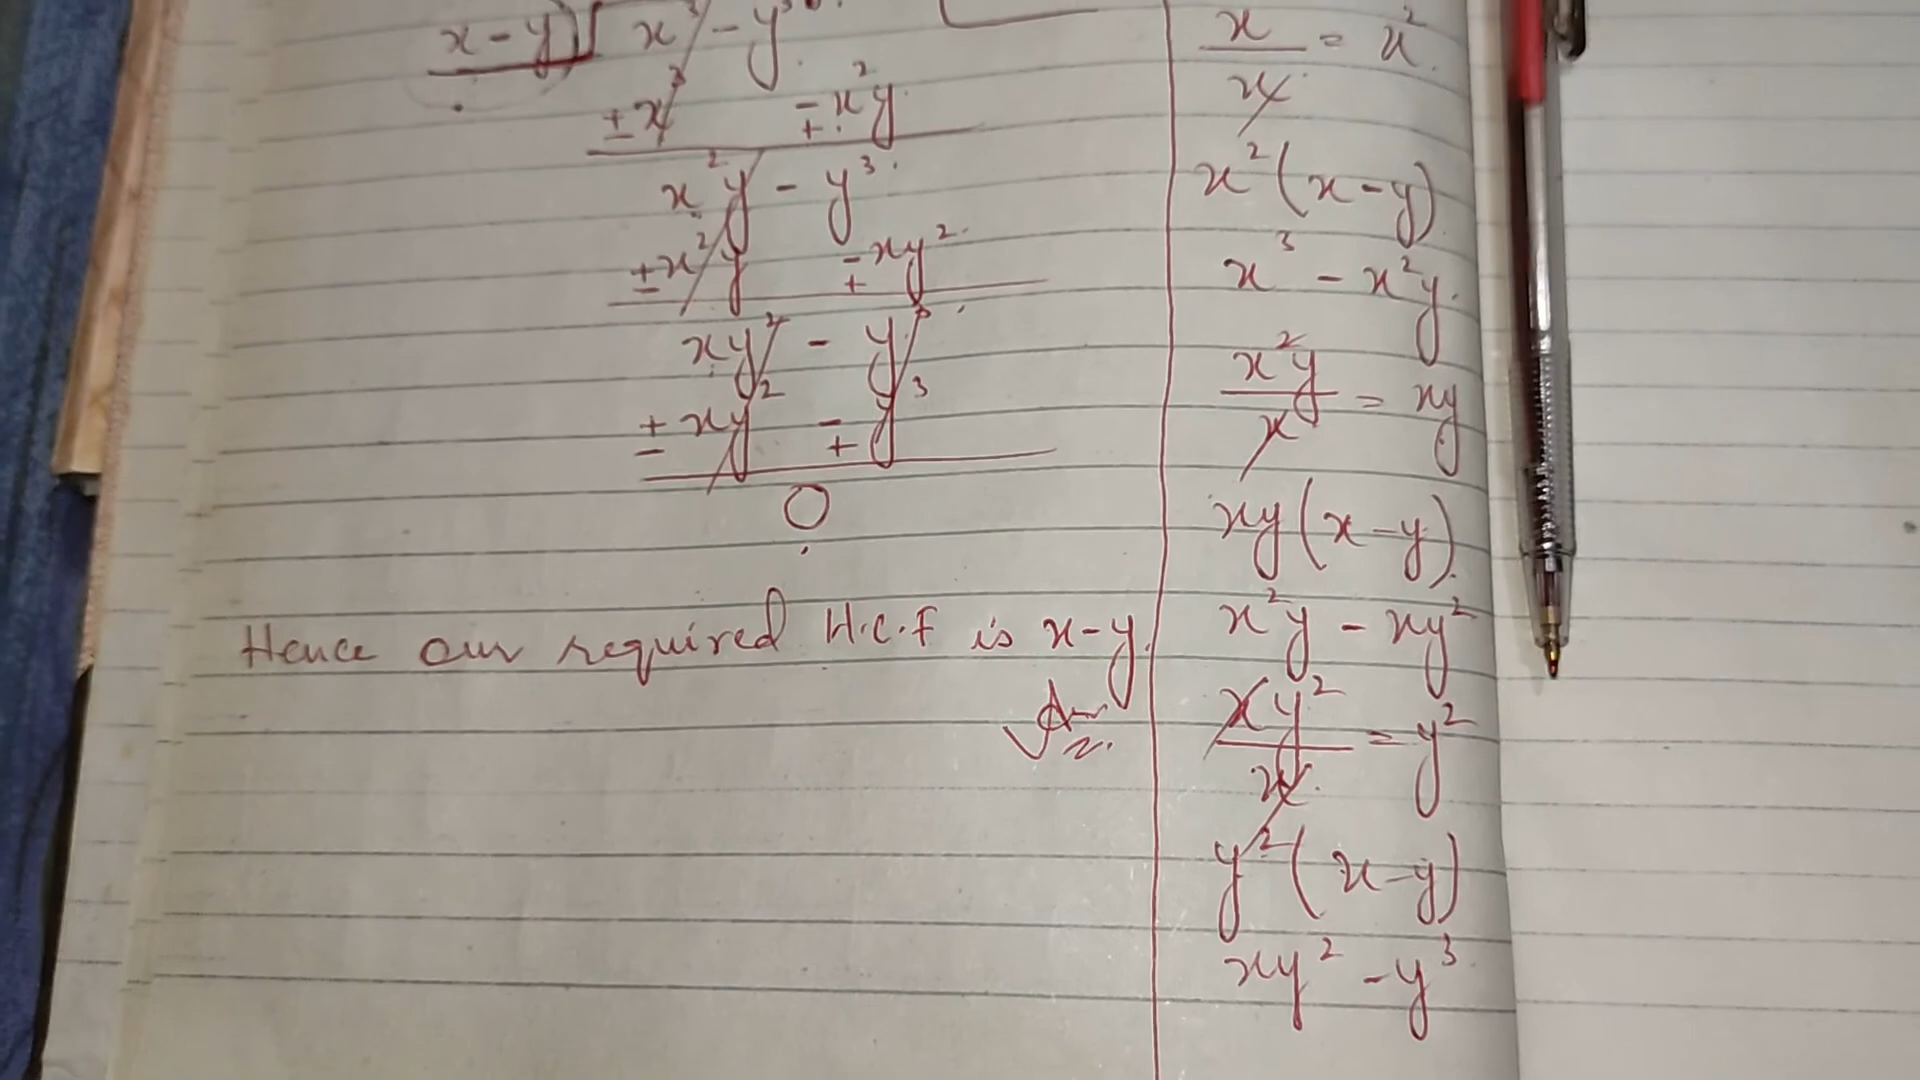 x - y) x³ - y³
± x³ ∓ x²y
x²y - y³
± x²y ∓ xy²
xy² - y³
± xy² ∓ y³
0
Hence our required H.C.F is x-y.
Ans.
x / x = x²
x²(x-y)
x³ - x²y
x²y / x = xy
xy(x-y)
x²y - xy²
xy² / x = y²
y²(x-y)
xy² - y³